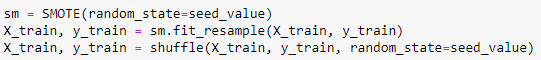 sm = SMOTE(random_state=seed_value)
X_train, y_train = sm.fit_resample(X_train, y_train)
X_train, y_train = shuffle(X_train, y_train, random_state=seed_value)